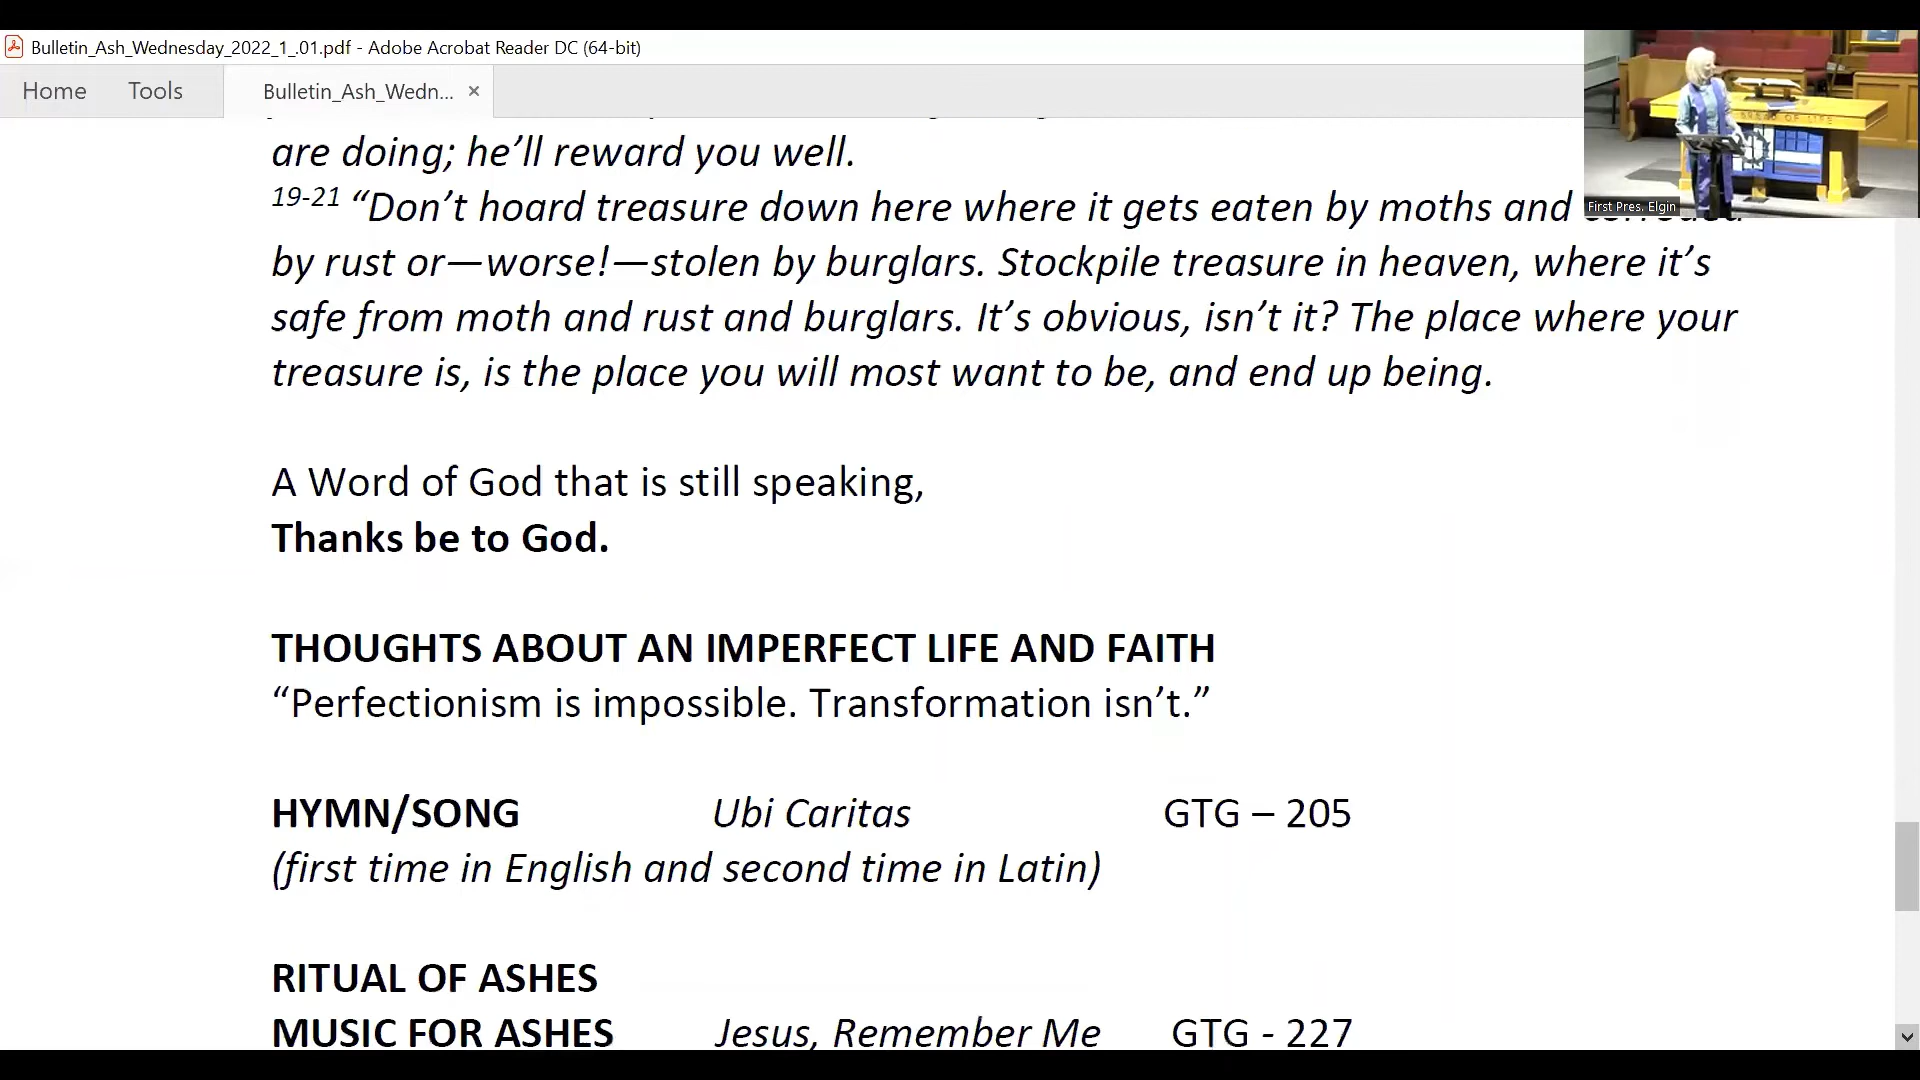 Bulletin_Ash_Wednesday_2022_1_.01.pdf - Adobe Acrobat Reader DC (64-bit)
Home Tools Bulletin_Ash_Wedn... ×
are doing; he’ll reward you well.
19-21 “Don’t hoard treasure down here where it gets eaten by moths and
First Pres. Elgin
by rust or—worse!—stolen by burglars. Stockpile treasure in heaven, where it’s
safe from moth and rust and burglars. It’s obvious, isn’t it? The place where your
treasure is, is the place you will most want to be, and end up being.
A Word of God that is still speaking,
Thanks be to God.
THOUGHTS ABOUT AN IMPERFECT LIFE AND FAITH
“Perfectionism is impossible. Transformation isn’t.”
HYMN/SONG Ubi Caritas GTG – 205
(first time in English and second time in Latin)
RITUAL OF ASHES
MUSIC FOR ASHES Jesus, Remember Me GTG - 227